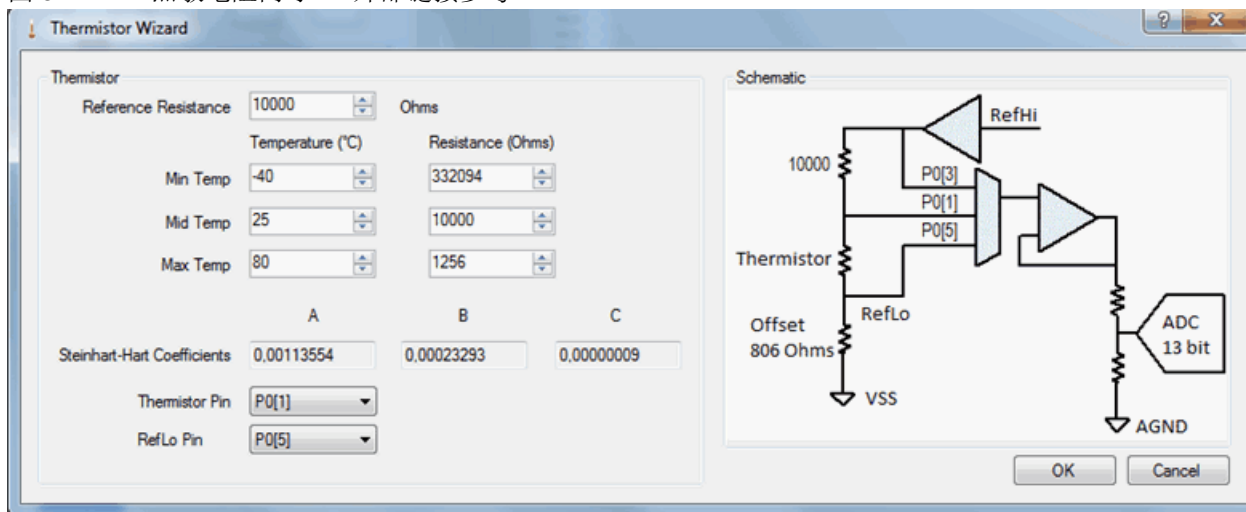 Thermistor Wizard
Thermistor
Reference Resistance 10000 Ohms
Temperature (°C) Resistance (Ohms)
Min Temp -40 332094
Mid Temp 25 10000
Max Temp 80 1256
A B C
Steinhart-Hart Coefficients 0,00113554 0,00023293 0,00000009
Thermistor Pin P0[1]
RefLo Pin P0[5]
Schematic
RefHi
10000
P0[3]
P0[1]
P0[5]
Thermistor
RefLo
Offset
806 Ohms
ADC
13 bit
VSS
AGND
OK Cancel